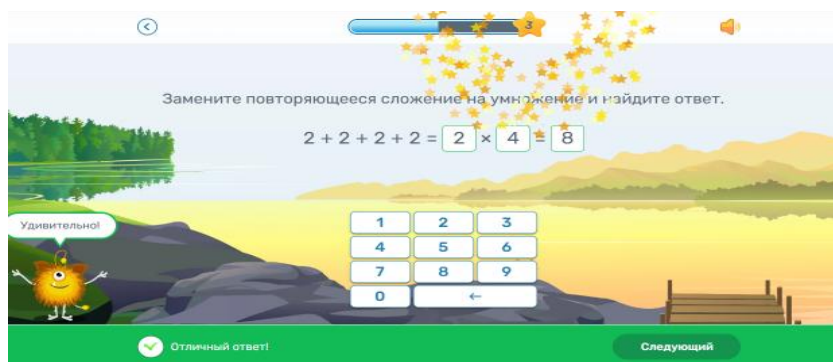 3
Замените повторяющееся сложение на умножение и найдите ответ.
2 + 2 + 2 + 2 = 2 × 4 = 8
Удивительно!
1 2 3
4 5 6
7 8 9
0 ←
Отличный ответ!
Следующий